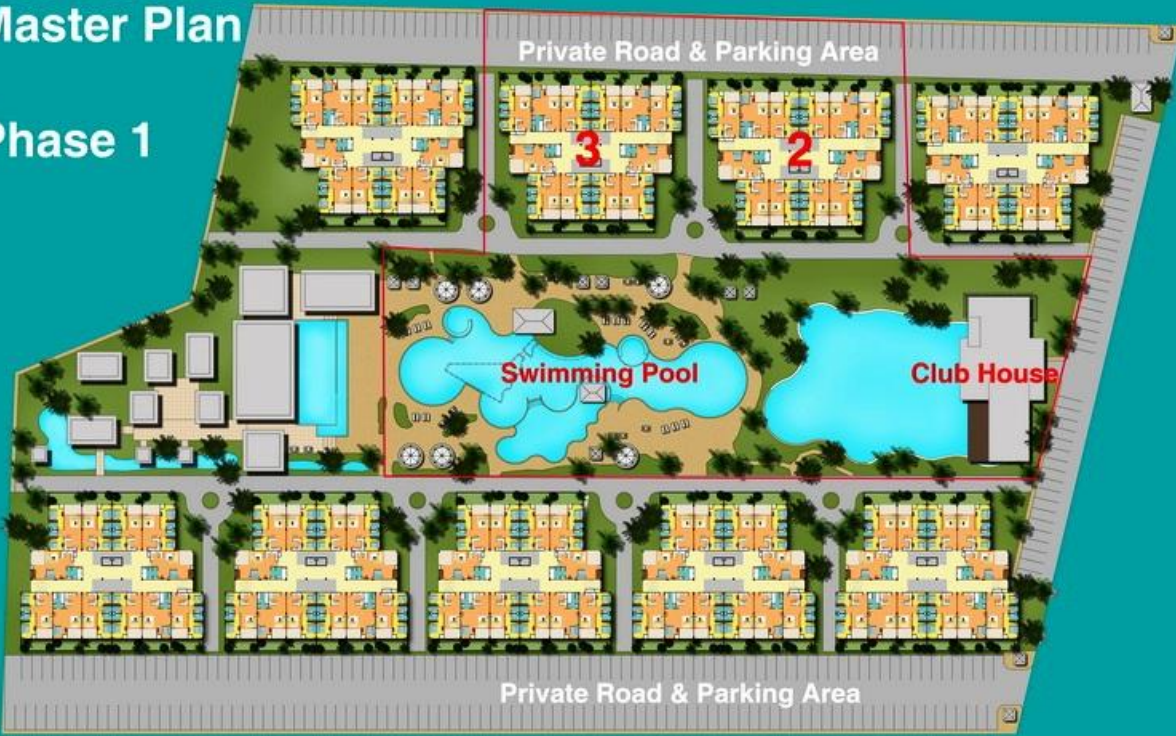 Master Plan
Private Road & Parking Area
Phase 1
3
2
Swimming Pool
Club House
Private Road & Parking Area